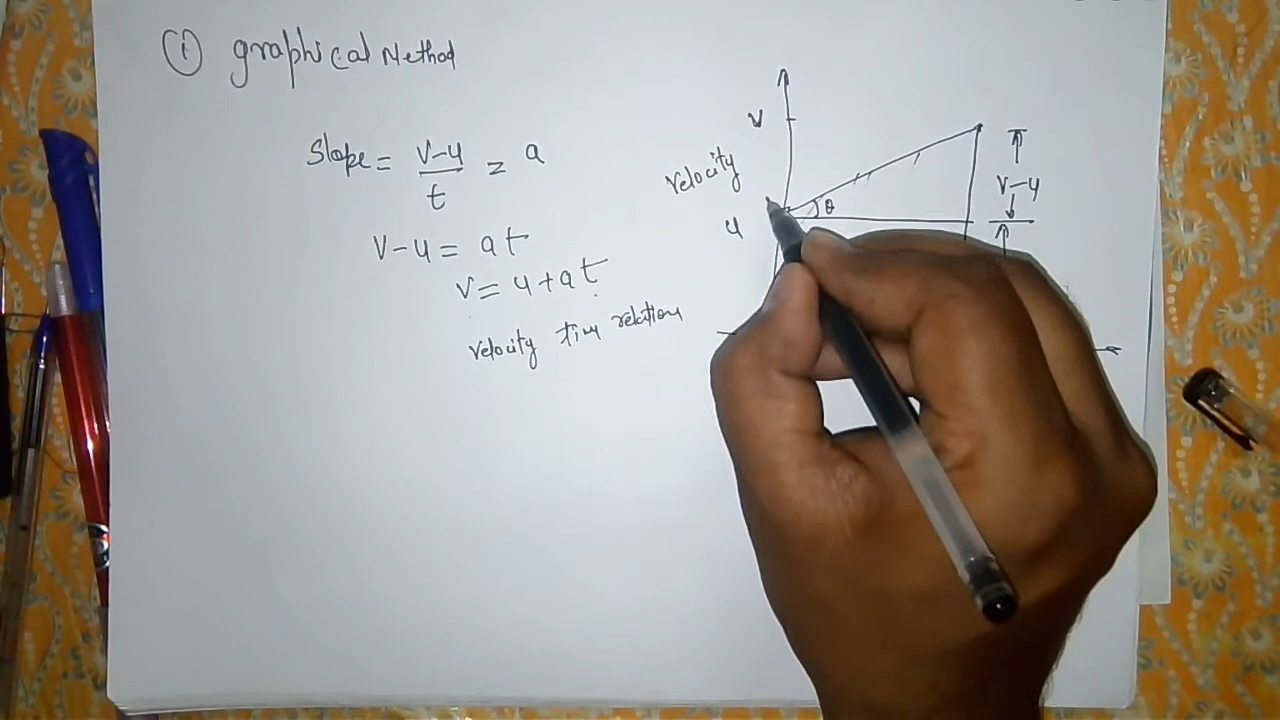 ① graphical Method
Slope = v-u/t = a
v-u = at
v = u+at
velocity time relation
v
velocity
u
θ
v-u